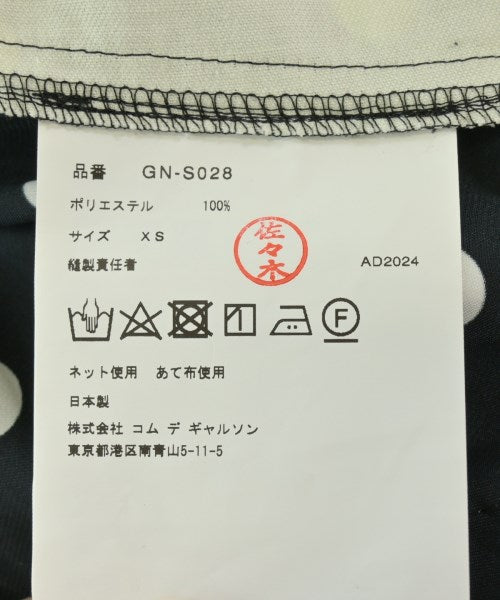 品番 GN-S028
ポリエステル 100%
サイズ XS
佐々木
縫製責任者 AD2024
F
ネット使用 あて布使用
日本製
株式会社 コム デ ギャルソン
東京都港区南青山5-11-5